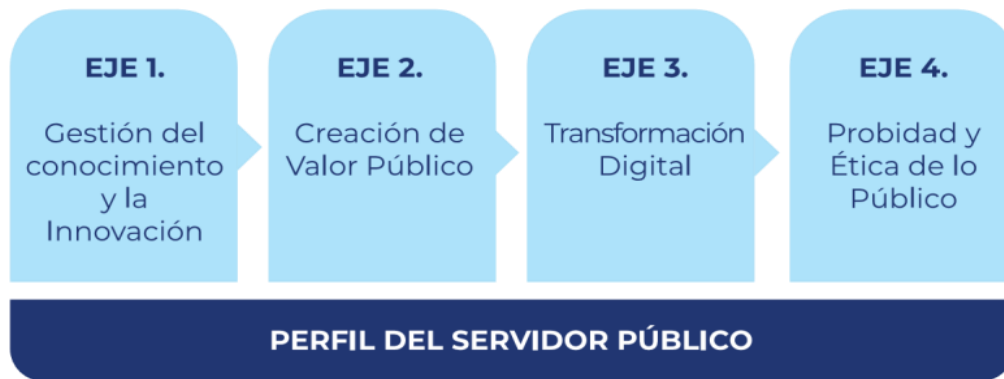 EJE 1.
Gestión del
conocimiento
y la
Innovación
EJE 2.
Creación de
Valor Público
EJE 3.
Transformación
Digital
EJE 4.
Probidad y
Ética de lo
Público
PERFIL DEL SERVIDOR PÚBLICO